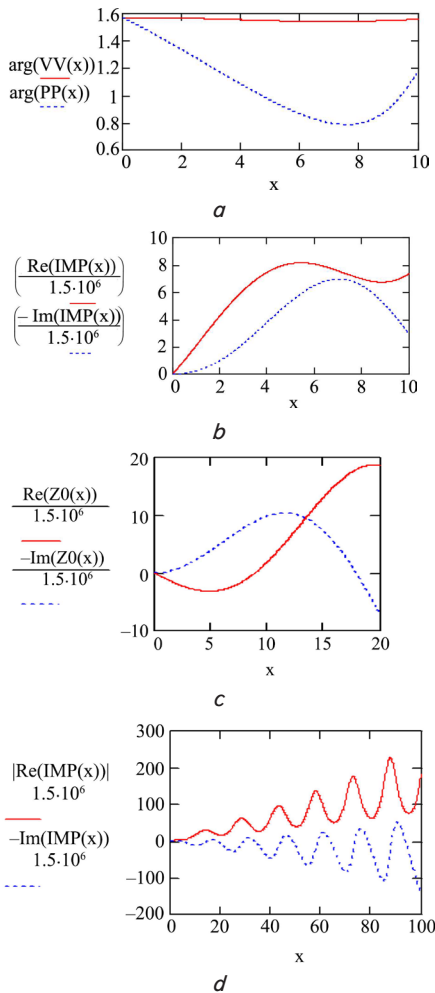 1.6
1.4
1.2
1
0.8
0.6
arg(VV(x))
arg(PP(x))
0 2 4 6 8 10
x
a
10
8
6
4
2
0
Re(IMP(x))
1.5·10⁶
– Im(IMP(x))
1.5·10⁶
0 2 4 6 8 10
x
b
20
10
0
–10
Re(Z0(x))
1.5·10⁶
–Im(Z0(x))
1.5·10⁶
0 5 10 15 20
x
c
300
200
100
0
–100
–200
|Re(IMP(x))|
1.5·10⁶
–Im(IMP(x))
1.5·10⁶
0 20 40 60 80 100
x
d